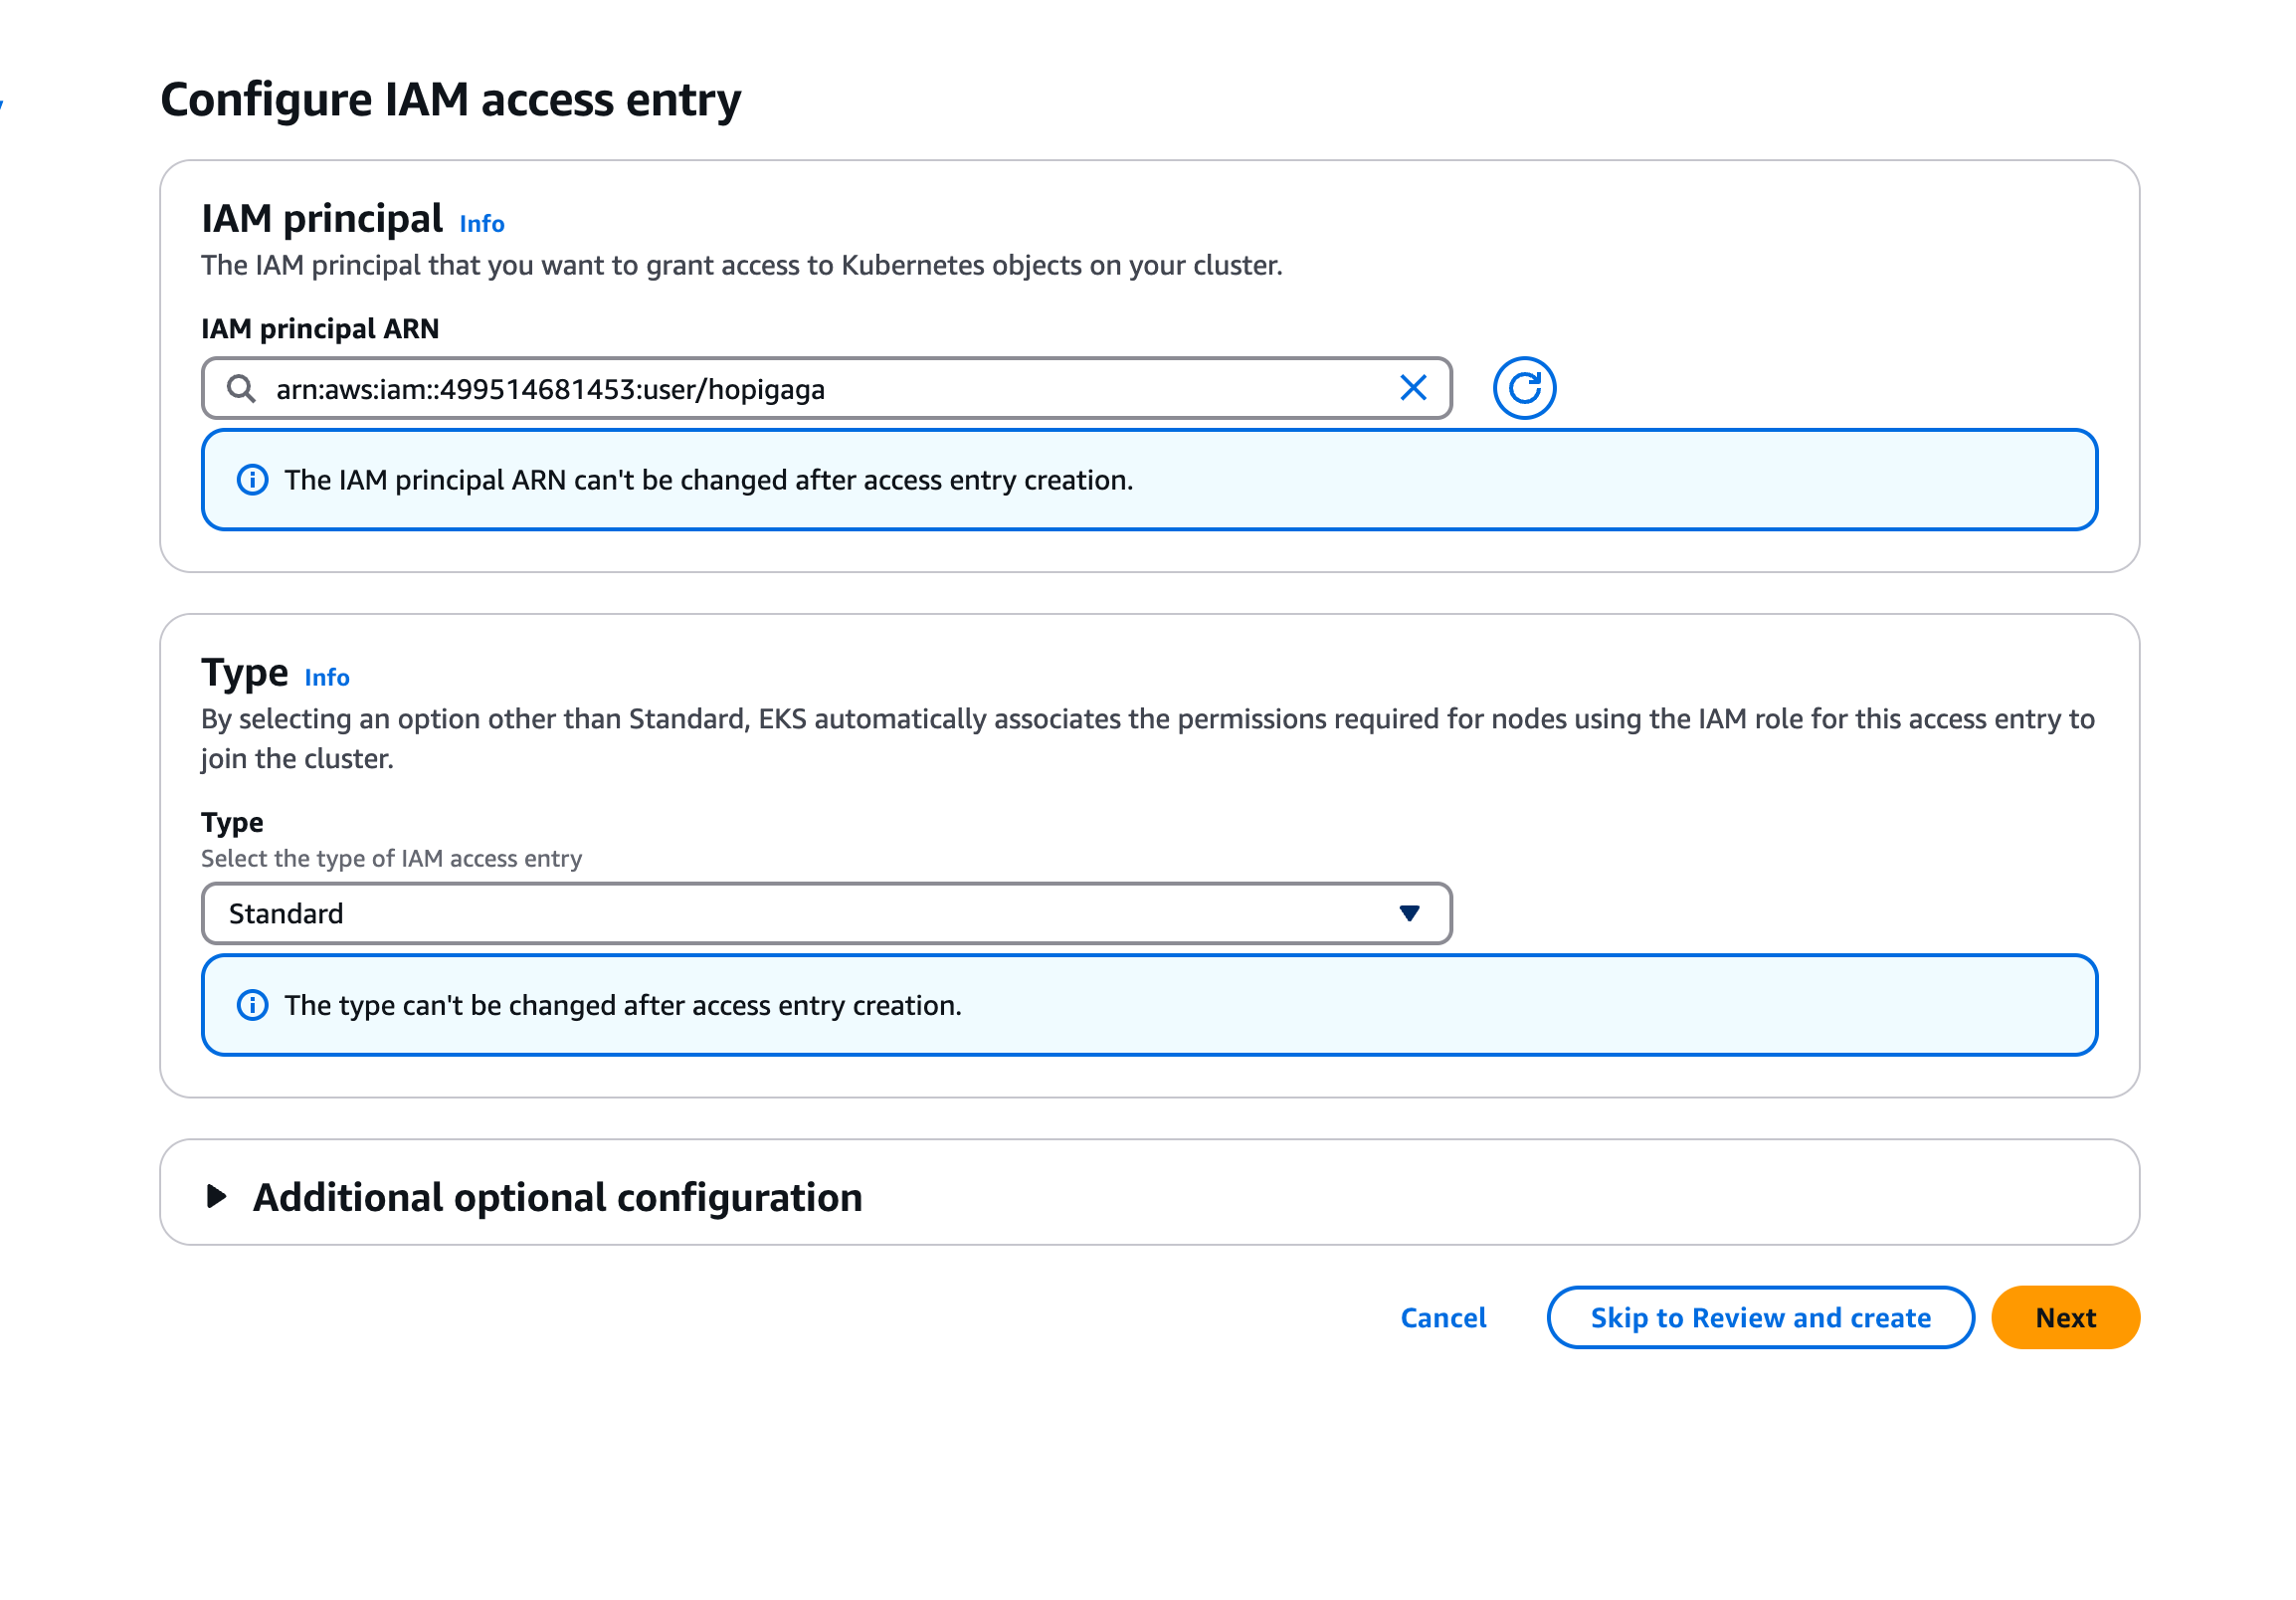 Configure IAM access entry
IAM principal Info
The IAM principal that you want to grant access to Kubernetes objects on your cluster.
IAM principal ARN
arn:aws:iam::499514681453:user/hopigaga
The IAM principal ARN can't be changed after access entry creation.
Type Info
By selecting an option other than Standard, EKS automatically associates the permissions required for nodes using the IAM role for this access entry to
join the cluster.
Type
Select the type of IAM access entry
Standard
The type can't be changed after access entry creation.
Additional optional configuration
Cancel
Skip to Review and create
Next